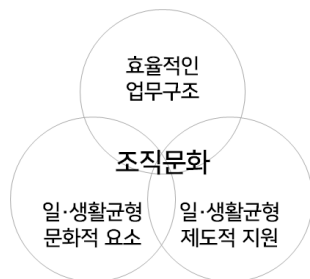 효율적인
업무구조
조직문화
일·생활균형
문화적 요소
일·생활균형
제도적 지원